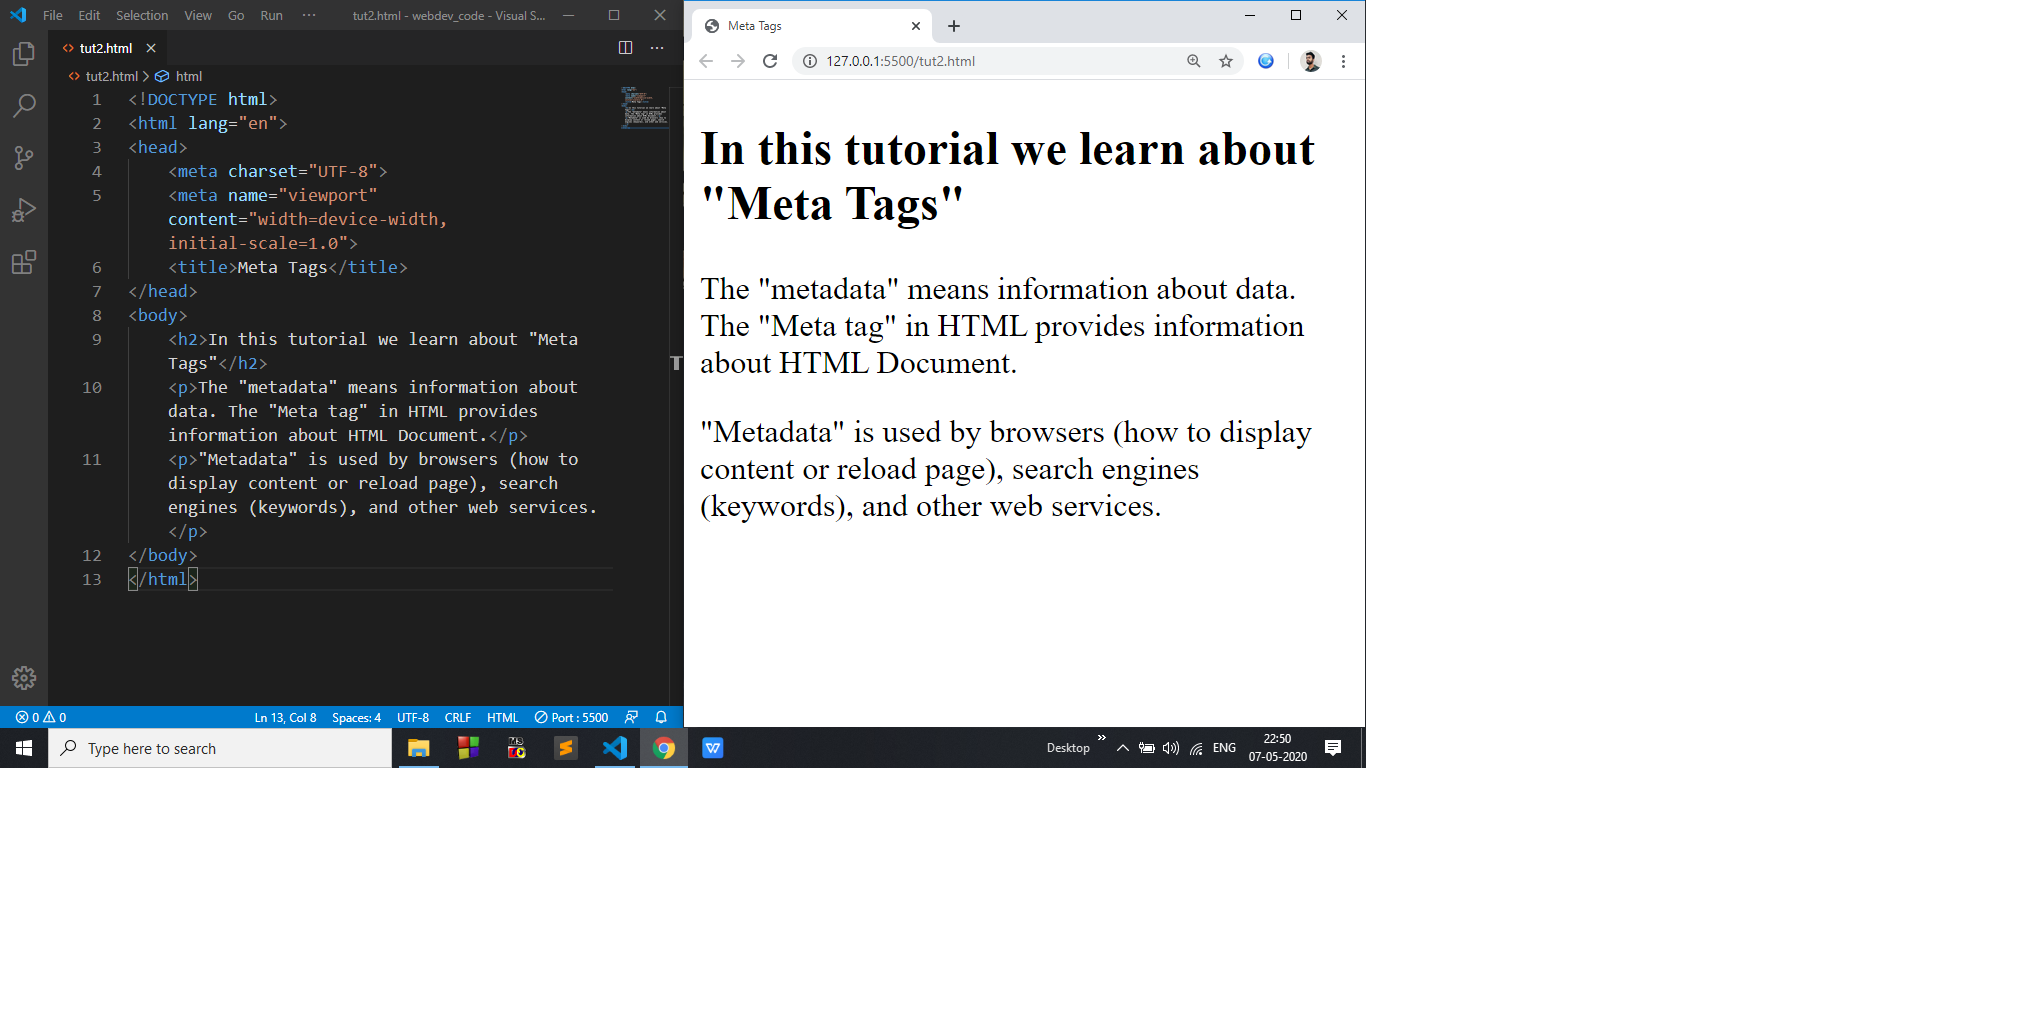 File Edit Selection View Go Run ··· tut2.html - webdev_code - Visual S...
tut2.html
tut2.html > html
1 <!DOCTYPE html>
2 <html lang="en">
3 <head>
4 <meta charset="UTF-8">
5 <meta name="viewport"
content="width=device-width,
initial-scale=1.0">
6 <title>Meta Tags</title>
7 </head>
8 <body>
9 <h2>In this tutorial we learn about "Meta
Tags"</h2>
10 <p>The "metadata" means information about
data. The "Meta tag" in HTML provides
information about HTML Document.</p>
11 <p>"Metadata" is used by browsers (how to
display content or reload page), search
engines (keywords), and other web services.
</p>
12 </body>
13 </html>
0 0 Ln 13, Col 8 Spaces: 4 UTF-8 CRLF HTML Port : 5500
Meta Tags
127.0.0.1:5500/tut2.html
In this tutorial we learn about
"Meta Tags"
The "metadata" means information about data.
The "Meta tag" in HTML provides information
about HTML Document.
"Metadata" is used by browsers (how to display
content or reload page), search engines
(keywords), and other web services.
T
Type here to search
MS
Desktop
ENG
22:50
07-05-2020